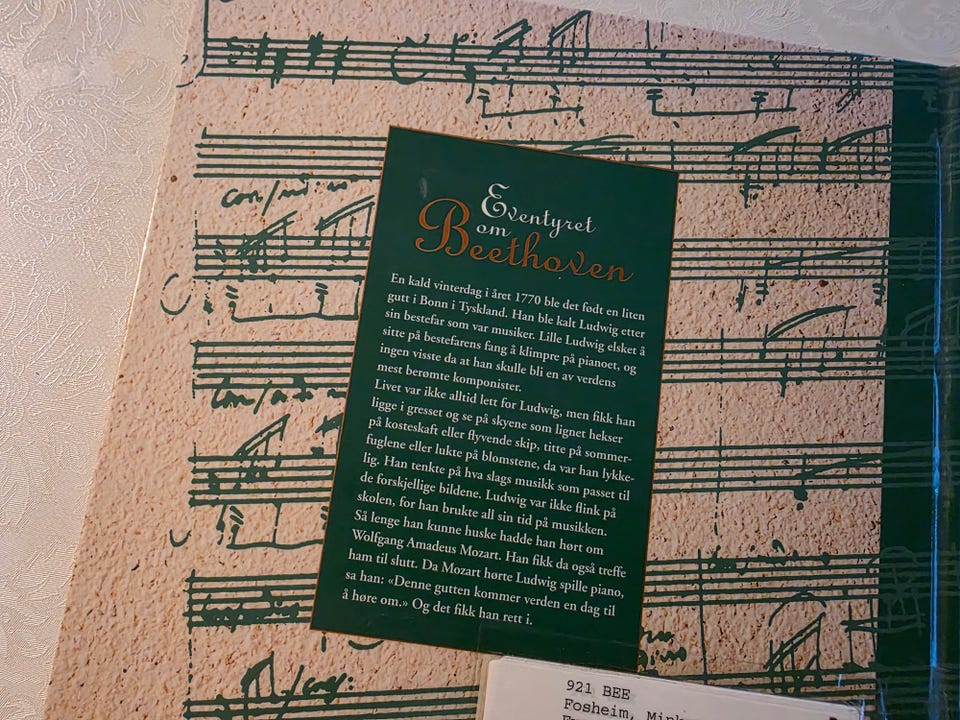 Eventyret
om
Beethoven
En kald vinterdag i året 1770 ble det født en liten
gutt i Bonn i Tyskland. Han ble kalt Ludwig etter
sin bestefar som var musiker. Lille Ludwig elsket å
sitte på bestefarens fang å klimpre på pianoet, og
ingen visste da at han skulle bli en av verdens
mest berømte komponister.
Livet var ikke alltid lett for Ludwig, men fikk han
ligge i gresset og se på skyene som lignet hekser
på kosteskaft eller flyvende skip, titte på sommer-
fuglene eller lukte på blomstene, da var han lykke-
lig. Han tenkte på hva slags musikk som passet til
de forskjellige bildene. Ludwig var ikke flink på
skolen, for han brukte all sin tid på musikken.
Så lenge han kunne huske hadde han hørt om
Wolfgang Amadeus Mozart. Han fikk da også treffe
ham til slutt. Da Mozart hørte Ludwig spille piano,
sa han: «Denne gutten kommer verden en dag til
å høre om.» Og det fikk han rett i.
921 BEE
Fosheim,